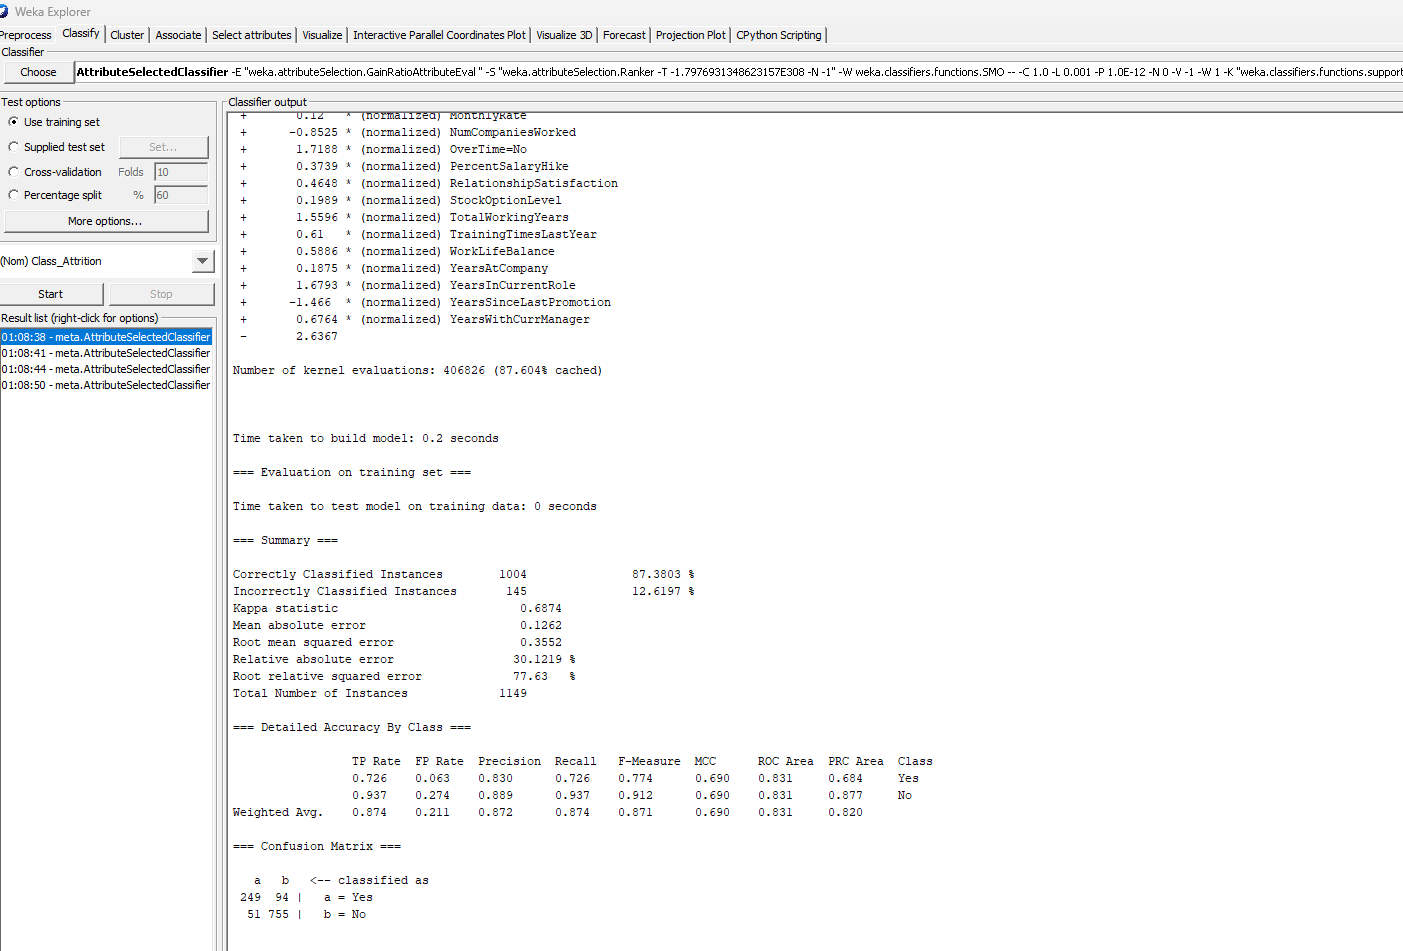 Weka Explorer
Preprocess Classify Cluster Associate Select attributes Visualize Interactive Parallel Coordinates Plot Visualize 3D Forecast Projection Plot CPython Scripting
Classifier
Choose AttributeSelectedClassifier -E "weka.attributeSelection.GainRatioAttributeEval " -S "weka.attributeSelection.Ranker -T -1.7976931348623157E308 -N -1" -W weka.classifiers.functions.SMO -- -C 1.0 -L 0.001 -P 1.0E-12 -N 0 -V -1 -W 1 -K "weka.classifiers.functions.support
Test options
Use training set
Supplied test set Set...
Cross-validation Folds 10
Percentage split % 60
More options...
(Nom) Class_Attrition
Start Stop
Result list (right-click for options)
01:08:38 - meta.AttributeSelectedClassifier
01:08:41 - meta.AttributeSelectedClassifier
01:08:44 - meta.AttributeSelectedClassifier
01:08:50 - meta.AttributeSelectedClassifier
Classifier output
+ 0.12 * (normalized) MonthlyRate
+ -0.8525 * (normalized) NumCompaniesWorked
+ 1.7188 * (normalized) OverTime=No
+ 0.3739 * (normalized) PercentSalaryHike
+ 0.4648 * (normalized) RelationshipSatisfaction
+ 0.1989 * (normalized) StockOptionLevel
+ 1.5596 * (normalized) TotalWorkingYears
+ 0.61 * (normalized) TrainingTimesLastYear
+ 0.5886 * (normalized) WorkLifeBalance
+ 0.1875 * (normalized) YearsAtCompany
+ 1.6793 * (normalized) YearsInCurrentRole
+ -1.466 * (normalized) YearsSinceLastPromotion
+ 0.6764 * (normalized) YearsWithCurrManager
- 2.6367
Number of kernel evaluations: 406826 (87.604% cached)
Time taken to build model: 0.2 seconds
=== Evaluation on training set ===
Time taken to test model on training data: 0 seconds
=== Summary ===
Correctly Classified Instances 1004 87.3803 %
Incorrectly Classified Instances 145 12.6197 %
Kappa statistic 0.6874
Mean absolute error 0.1262
Root mean squared error 0.3552
Relative absolute error 30.1219 %
Root relative squared error 77.63 %
Total Number of Instances 1149
=== Detailed Accuracy By Class ===
TP Rate FP Rate Precision Recall F-Measure MCC ROC Area PRC Area Class
0.726 0.063 0.830 0.726 0.774 0.690 0.831 0.684 Yes
0.937 0.274 0.889 0.937 0.912 0.690 0.831 0.877 No
Weighted Avg. 0.874 0.211 0.872 0.874 0.871 0.690 0.831 0.820
=== Confusion Matrix ===
a b <-- classified as
249 94 | a = Yes
51 755 | b = No